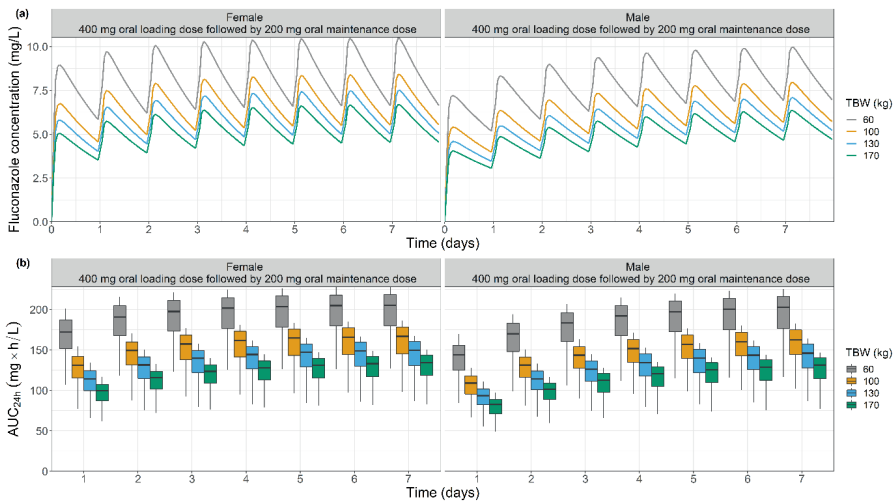 (a)
Female
400 mg oral loading dose followed by 200 mg oral maintenance dose
Male
400 mg oral loading dose followed by 200 mg oral maintenance dose
Fluconazole concentration (mg/L)
10.0
7.5
5.0
2.5
0.0
0 1 2 3 4 5 6 7
0 1 2 3 4 5 6 7
Time (days)
Time (days)
TBW (kg)
60
100
130
170
(b)
Female
400 mg oral loading dose followed by 200 mg oral maintenance dose
Male
400 mg oral loading dose followed by 200 mg oral maintenance dose
AUC24h (mg × h/L)
200
150
100
50
0
1 2 3 4 5 6 7
1 2 3 4 5 6 7
Time (days)
Time (days)
TBW (kg)
60
100
130
170